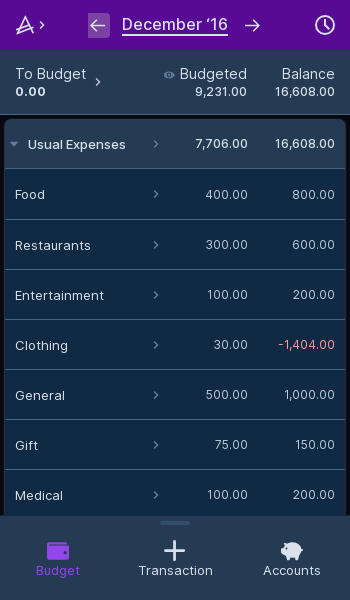 December ‘16
To Budget Budgeted Balance
0.00 9,231.00 16,608.00
Usual Expenses 7,706.00 16,608.00
Food 400.00 800.00
Restaurants 300.00 600.00
Entertainment 100.00 200.00
Clothing 30.00 -1,404.00
General 500.00 1,000.00
Gift 75.00 150.00
Medical 100.00 200.00
Budget Transaction Accounts